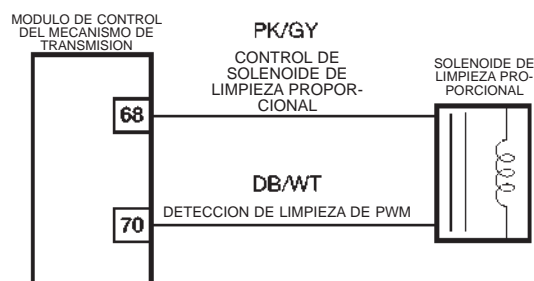 MODULO DE CONTROL
DEL MECANISMO DE
TRANSMISION
PK/GY
CONTROL DE
SOLENOIDE DE
LIMPIEZA PROPOR-
CIONAL
SOLENOIDE DE
LIMPIEZA PRO-
PORCIONAL
68
DB/WT
DETECCION DE LIMPIEZA DE PWM
70